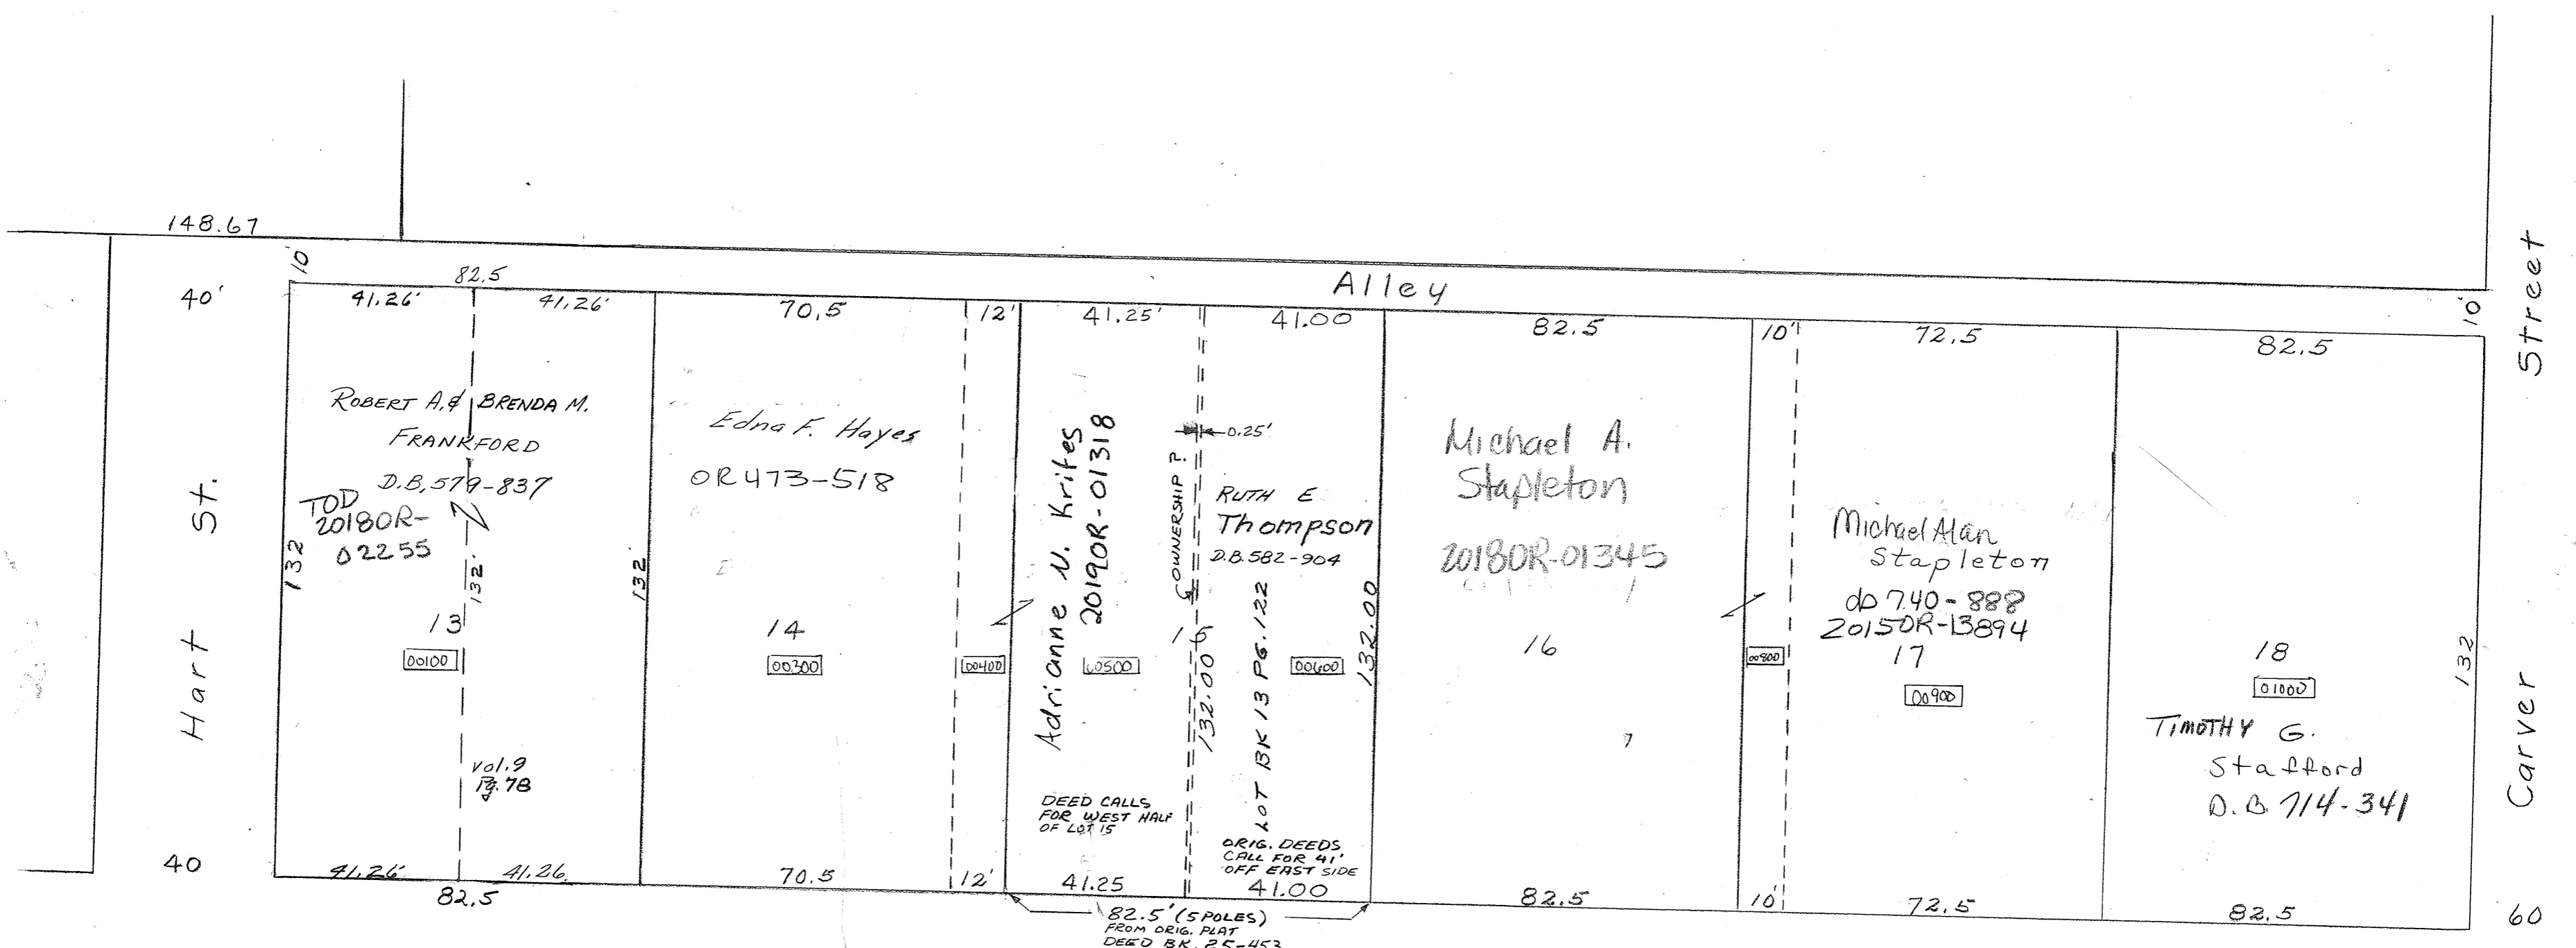 148.67
10'
82.5
Alley
40'
41.26'
41.26'
70.5
12'
41.25'
41.00
82.5
10'
72.5
82.5
10'
Street
Carver
Hart St.
ROBERT A. & BRENDA M.
FRANKFORD
D.B. 579-837
TOD
2018OR-
02255
132
132'
132'
13
00100
Vol. 9
Pg. 78
Edna F. Hayes
OR 473-518
14
00300
00400
Adrianne N. Krites
2019OR-01318
00500
DEED CALLS
FOR WEST HALF
OF LOT 15
0.25'
OWNERSHIP ?
132.00
RUTH E
Thompson
D.B. 582-904
LOT BK 13 PG. 122
00600
132.00
ORIG. DEEDS
CALL FOR 41'
OFF EAST SIDE
Michael A.
Stapleton
2018OR-01345
16
00800
Michael Alan
Stapleton
db 740-888
2015OR-13894
17
00900
18
01000
TIMOTHY G.
Stafford
D.B. 714-341
132
40
41.26'
41.26
82.5
70.5
12'
41.25
41.00
82.5
10'
72.5
82.5
60
82.5' (5 POLES)
FROM ORIG. PLAT
DEED BK. 25-453